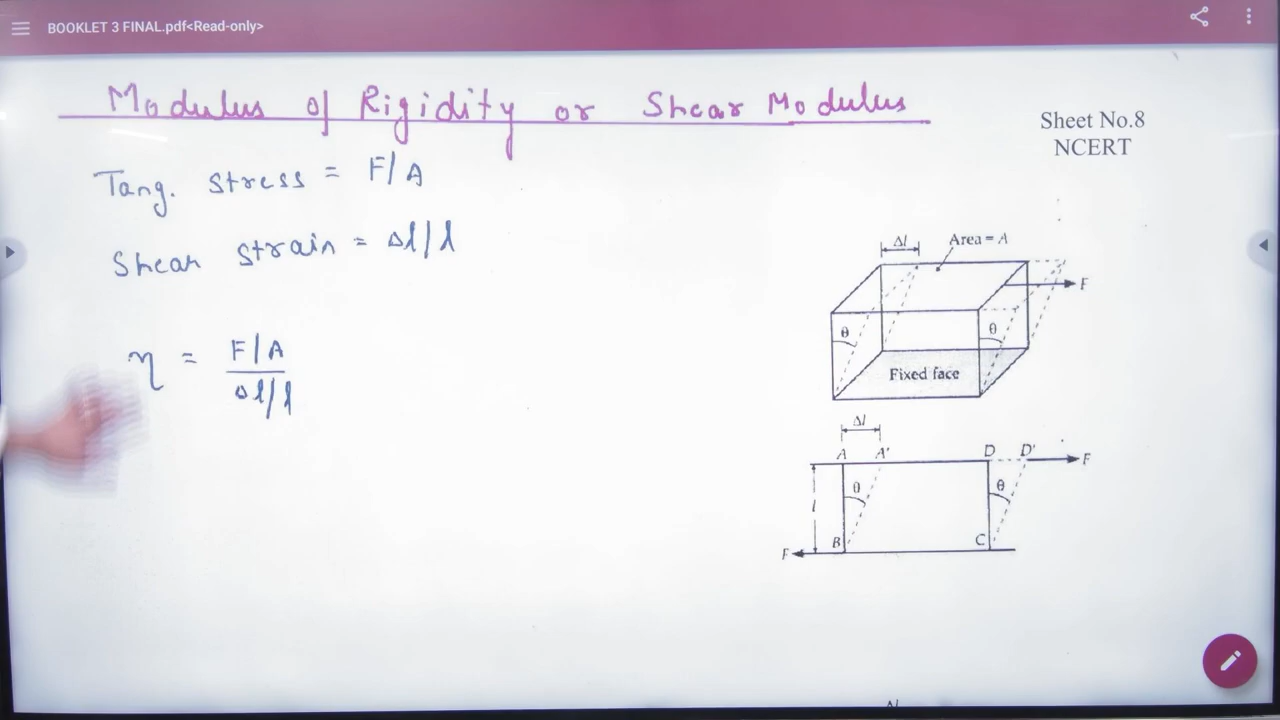 BOOKLET 3 FINAL.pdf<Read-only>
Modulus of Rigidity or Shear Modulus
Sheet No.8
NCERT
Tang. stress = F/A
Shear strain = Δl/l
η = F/A
Δl/l
Δl
Area = A
F
θ
θ
Fixed face
Δl
A
A'
D
D'
F
θ
θ
l
B
C
F
Δl